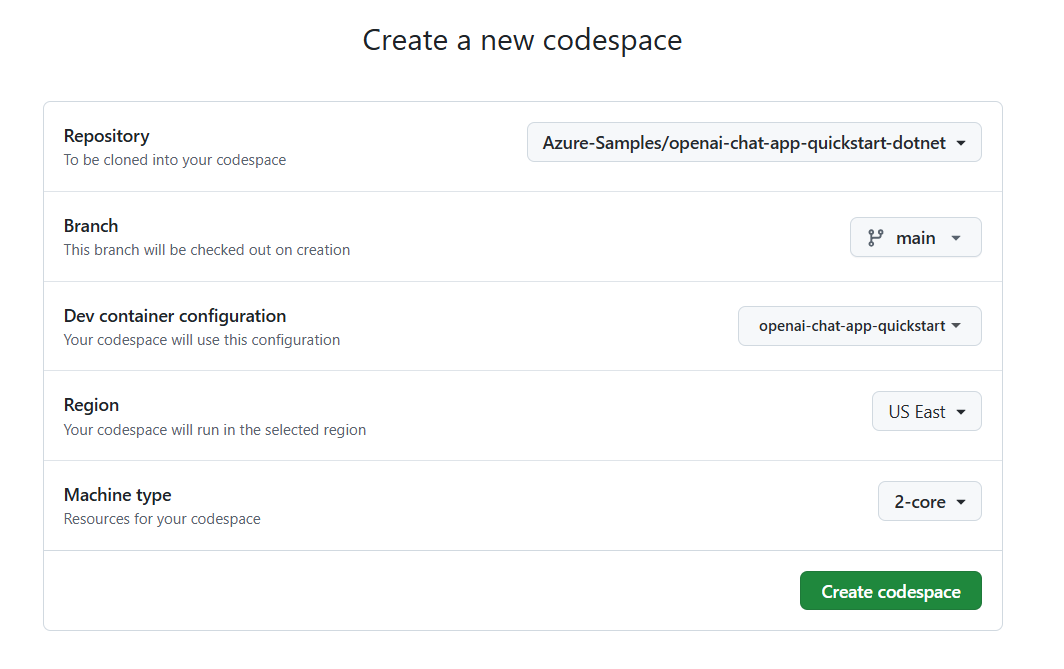 Create a new codespace
Repository
To be cloned into your codespace
Azure-Samples/openai-chat-app-quickstart-dotnet
Branch
This branch will be checked out on creation
main
Dev container configuration
Your codespace will use this configuration
openai-chat-app-quickstart
Region
Your codespace will run in the selected region
US East
Machine type
Resources for your codespace
2-core
Create codespace